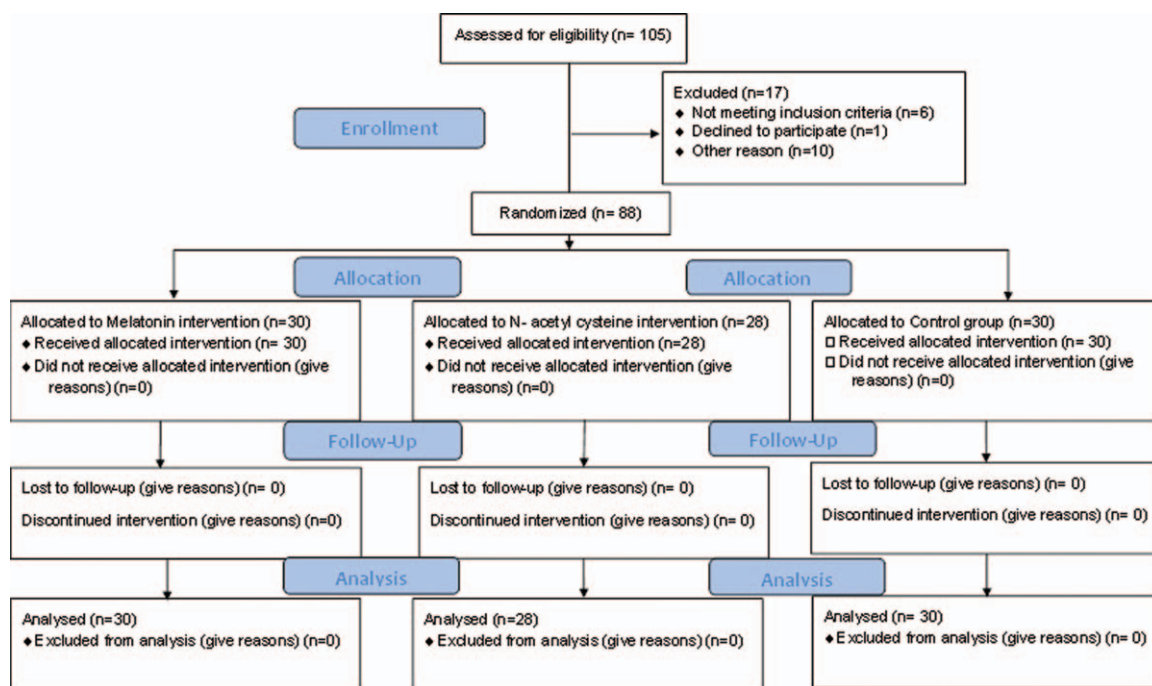 Assessed for eligibility (n= 105)
Excluded (n=17)
◆ Not meeting inclusion criteria (n=6)
◆ Declined to participate (n=1)
◆ Other reason (n=10)
Enrollment
Randomized (n= 88)
Allocation
Allocation
Allocated to Melatonin intervention (n=30)
◆ Received allocated intervention (n= 30)
◆ Did not receive allocated intervention (give
reasons) (n=0)
Allocated to N- acetyl cysteine intervention (n=28)
◆ Received allocated intervention (n=28)
◆ Did not receive allocated intervention (give
reasons) (n=0)
Allocated to Control group (n=30)
□ Received allocated intervention (n= 30)
□ Did not receive allocated intervention (give
reasons) (n=0)
Follow-Up
Follow-Up
Lost to follow-up (give reasons) (n= 0)
Discontinued intervention (give reasons) (n=0)
Lost to follow-up (give reasons) (n= 0)
Discontinued intervention (give reasons) (n= 0)
Lost to follow-up (give reasons) (n= 0)
Discontinued intervention (give reasons) (n= 0)
Analysis
Analysis
Analysed (n=30)
◆ Excluded from analysis (give reasons) (n=0)
Analysed (n=28)
◆ Excluded from analysis (give reasons) (n=0)
Analysed (n= 30)
◆ Excluded from analysis (give reasons) (n= 0)